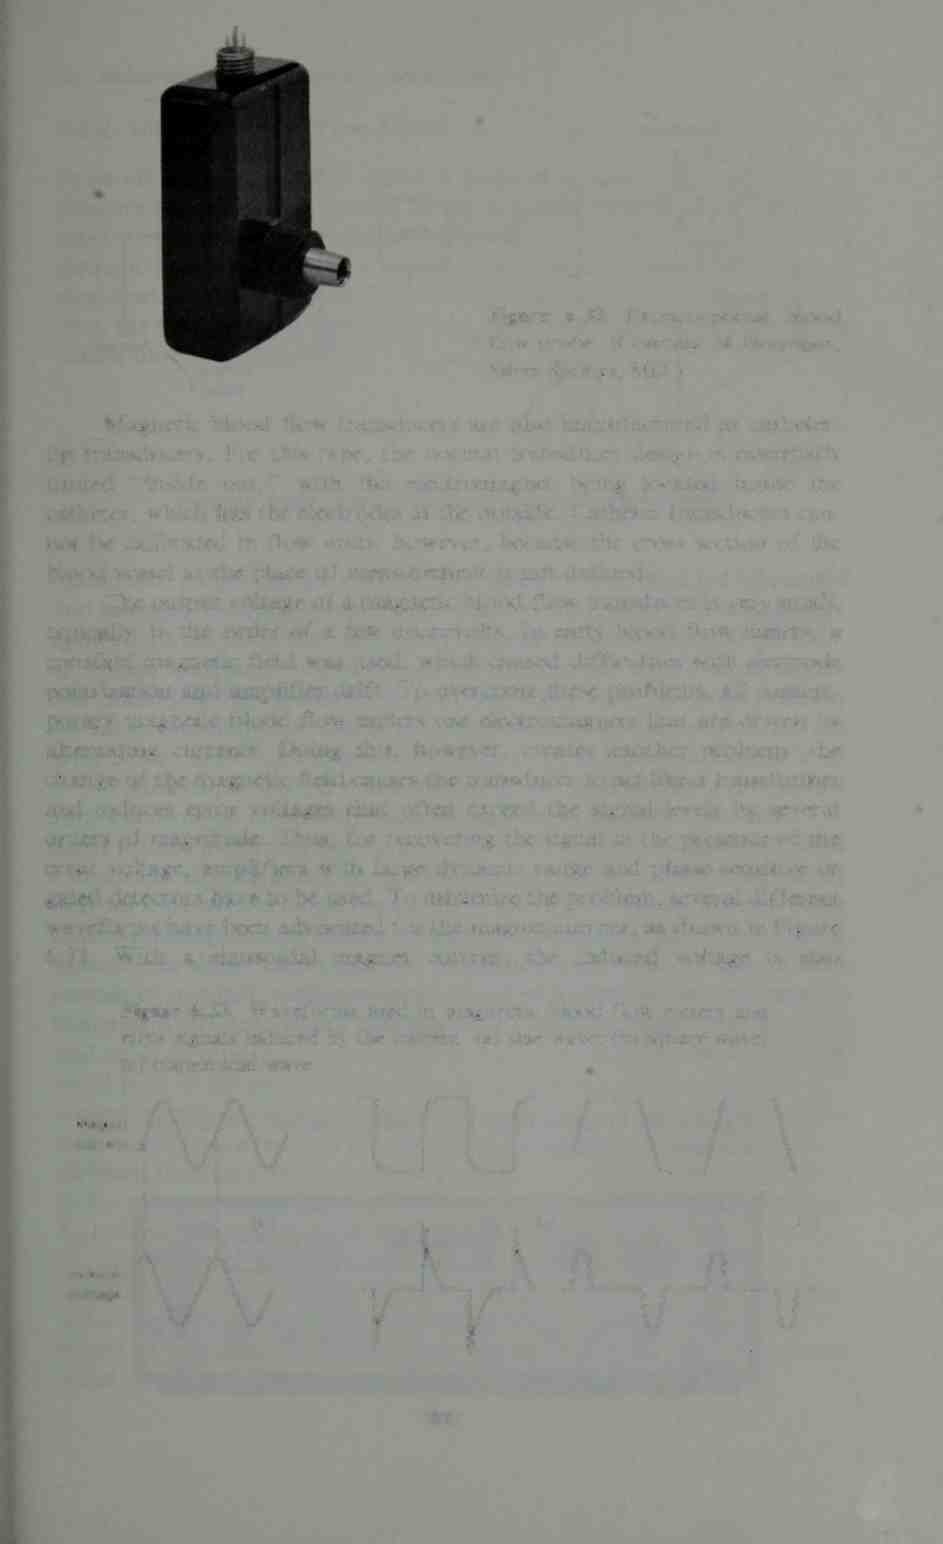 Figure 6.32. Extracorporeal blood
flow probe. (Courtesy of
Silver Springs, MD.)
Magnetic blood flow transducers are also manufactured as catheter-
tip transducers. For this type, the normal transducer design is essentially
turned "inside out," with the electromagnet being located inside the
catheter, which has the electrodes at the outside. Catheter transducers can-
not be calibrated in flow units, however, because the cross section of the
blood vessel at the place of measurement is not defined.
The output voltage of a magnetic blood flow transducer is very small,
typically in the order of a few microvolts. In early blood flow meters, a
constant magnetic field was used, which caused difficulties with electrode
polarization and amplifier drift. To overcome these problems, all contem-
porary magnetic blood flow meters use electromagnets that are driven by
alternating currents. Doing this, however, creates another problem: the
change of the magnetic field causes the transducer to act like a transformer
and induces error voltages that often exceed the signal levels by several
orders of magnitude. Thus, for recovering the signal in the presence of the
error voltage, amplifiers with large dynamic range and phase-sensitive or
gated detectors have to be used. To minimize the problem, several different
waveforms have been advocated for the magnet current, as shown in Figure
6.33. With a sinusoidal magnet current, the induced voltage is also
Figure 6.33. Waveforms used in magnetic blood flow meters and
error signals induced by the current: (a) sine wave; (b) square wave;
(c) trapezoidal wave.
Magnet
current
voltage